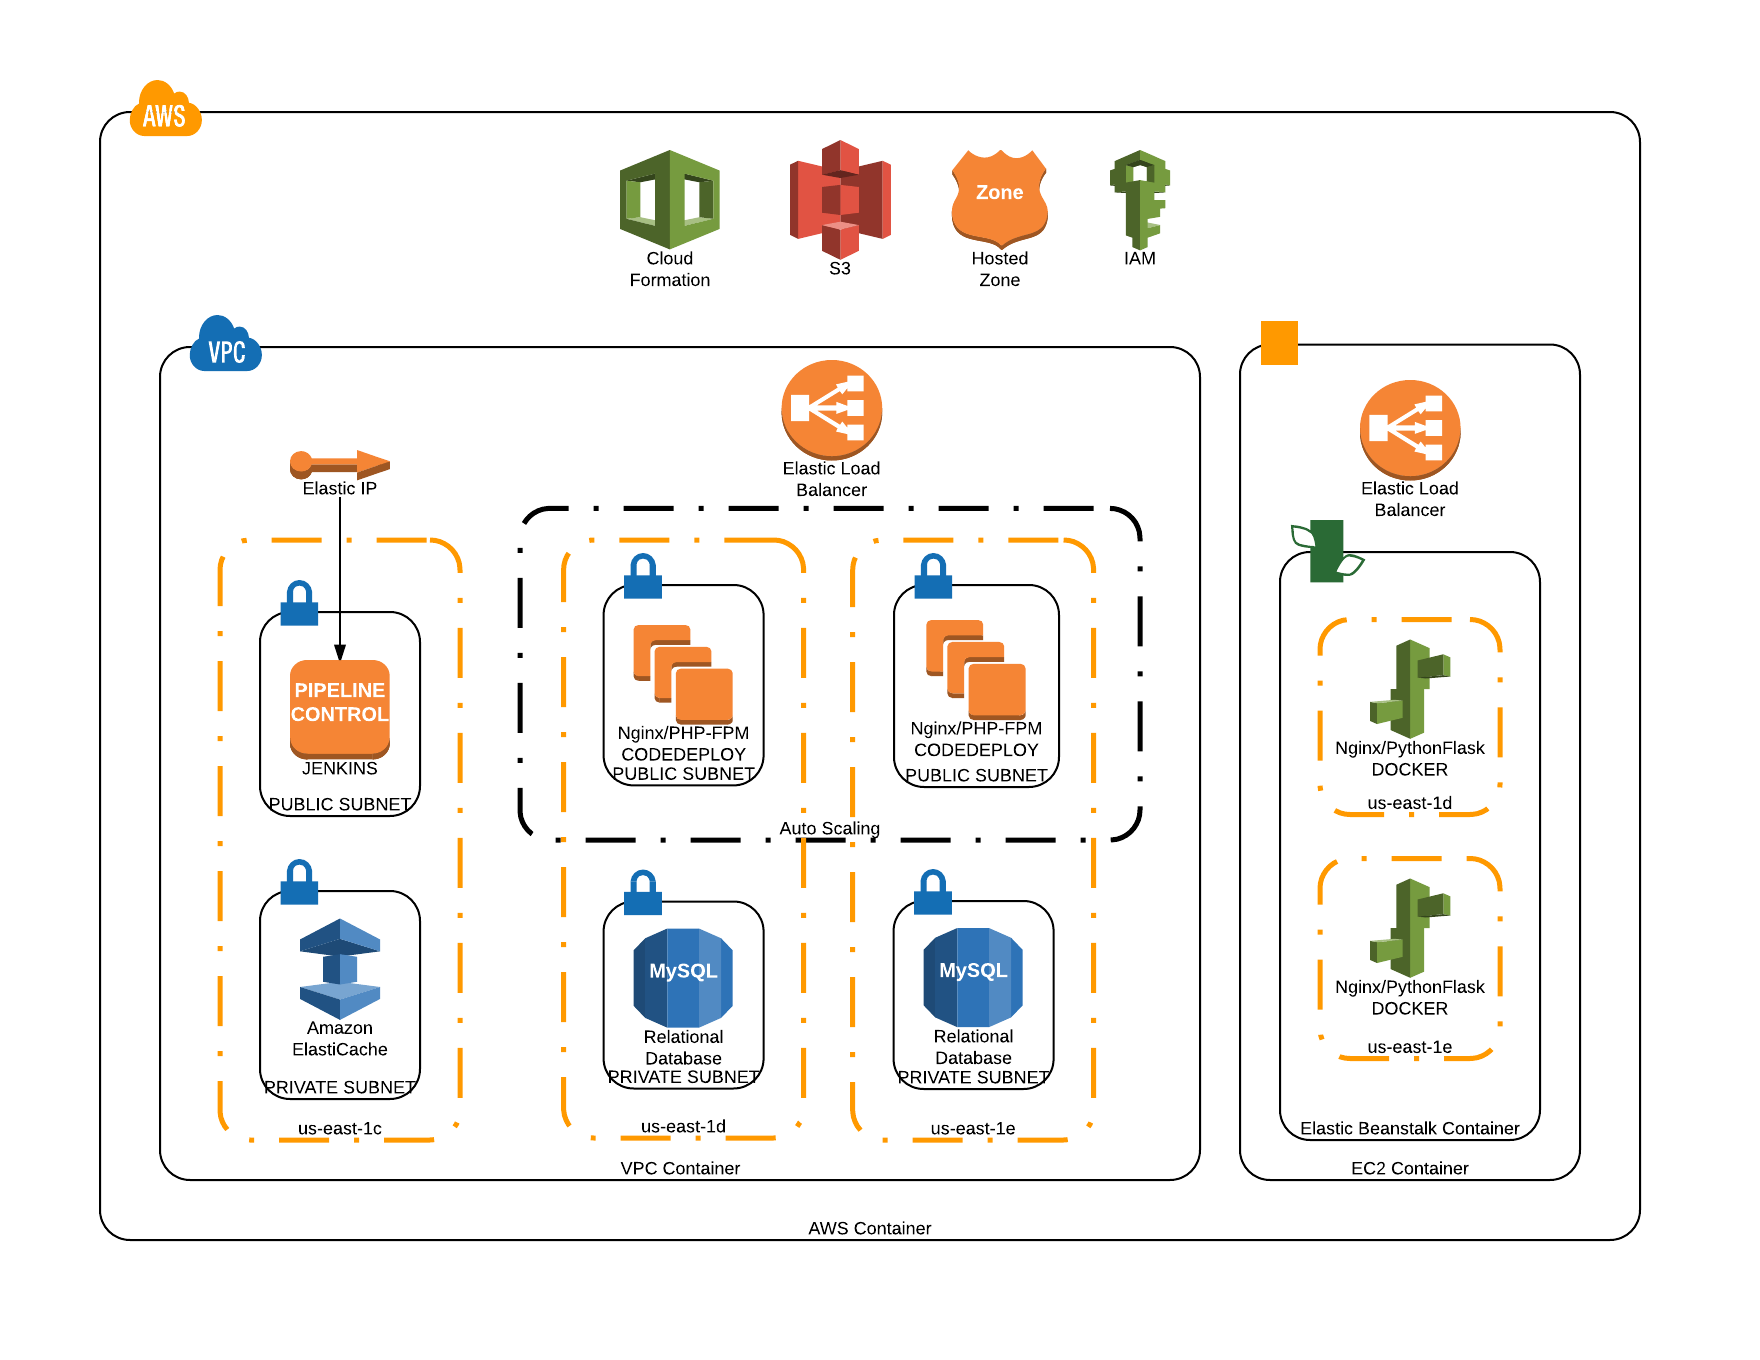 AWS
Zone
Cloud
Formation
S3
Hosted
Zone
IAM
VPC
Elastic IP
Elastic Load
Balancer
PIPELINE
CONTROL
JENKINS
PUBLIC SUBNET
Nginx/PHP-FPM
CODEDEPLOY
PUBLIC SUBNET
Nginx/PHP-FPM
CODEDEPLOY
PUBLIC SUBNET
Auto Scaling
Amazon
ElastiCache
PRIVATE SUBNET
us-east-1c
MySQL
Relational
Database
PRIVATE SUBNET
us-east-1d
MySQL
Relational
Database
PRIVATE SUBNET
us-east-1e
VPC Container
Elastic Load
Balancer
Nginx/PythonFlask
DOCKER
us-east-1d
Nginx/PythonFlask
DOCKER
us-east-1e
Elastic Beanstalk Container
EC2 Container
AWS Container